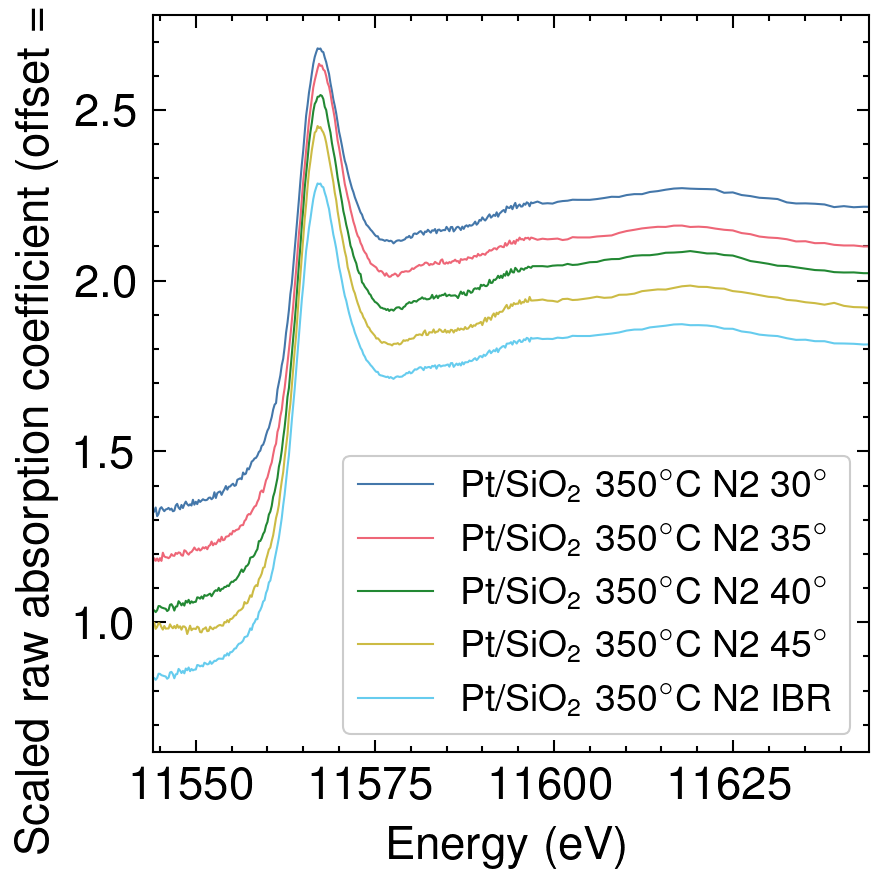 Scaled raw absorption coefficient (offset =
2.5
2.0
1.5
1.0
Pt/SiO₂ 350°C N2 30°
Pt/SiO₂ 350°C N2 35°
Pt/SiO₂ 350°C N2 40°
Pt/SiO₂ 350°C N2 45°
Pt/SiO₂ 350°C N2 IBR
11550 11575 11600 11625
Energy (eV)